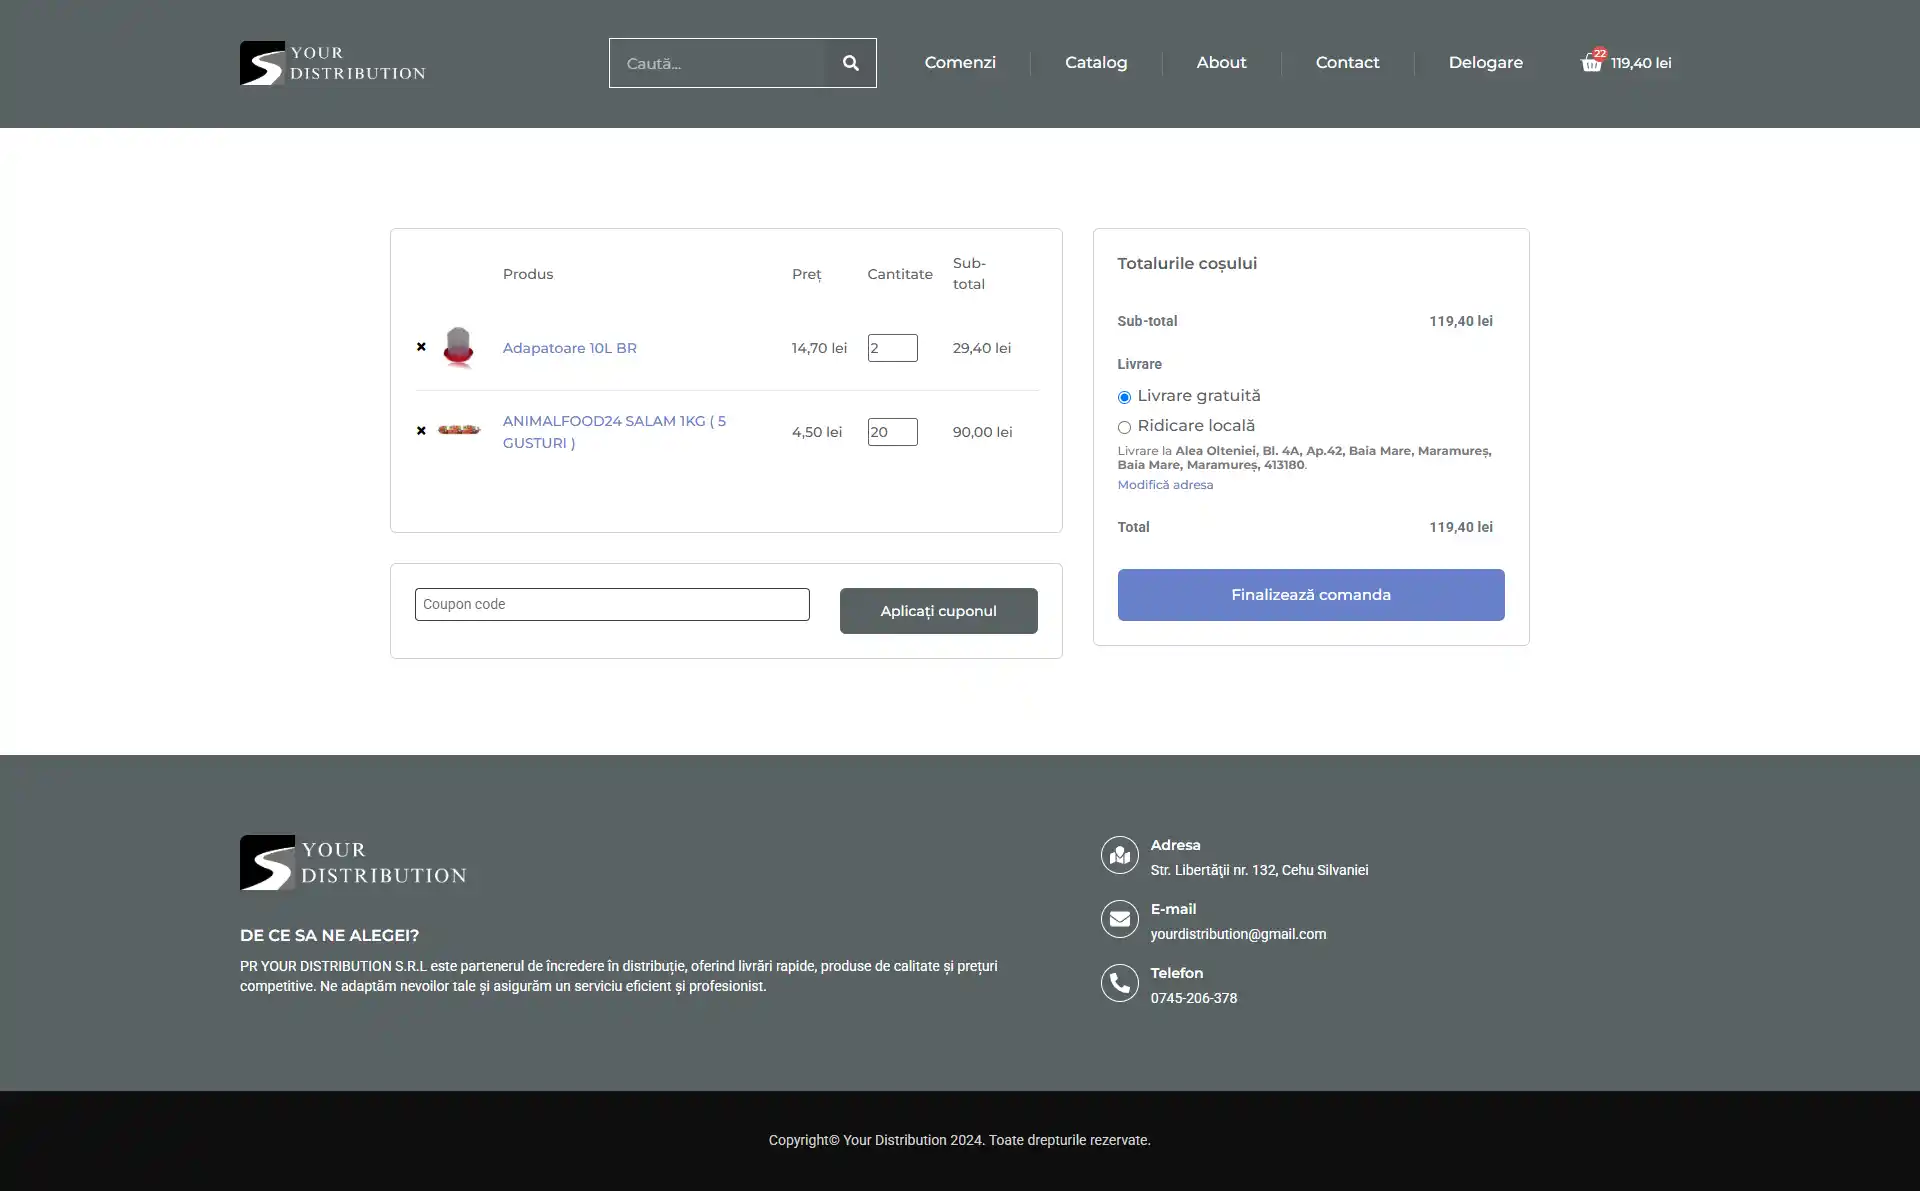 YOUR
DISTRIBUTION
Caută...
Comenzi
Catalog
About
Contact
Delogare
22
119,40 lei
Produs
Preț
Cantitate
Sub-
total
×
Adapatoare 10L BR
14,70 lei
2
29,40 lei
×
ANIMALFOOD24 SALAM 1KG ( 5
GUSTURI )
4,50 lei
20
90,00 lei
Coupon code
Aplicați cuponul
Totalurile coșului
Sub-total
119,40 lei
Livrare
Livrare gratuită
Ridicare locală
Livrare la Alea Olteniei, Bl. 4A, Ap.42, Baia Mare, Maramureș,
Baia Mare, Maramureș, 413180.
Modifică adresa
Total
119,40 lei
Finalizează comanda
YOUR
DISTRIBUTION
DE CE SA NE ALEGEI?
PR YOUR DISTRIBUTION S.R.L este partenerul de încredere în distribuție, oferind livrări rapide, produse de calitate și prețuri
competitive. Ne adaptăm nevoilor tale și asigurăm un serviciu eficient și profesionist.
Adresa
Str. Libertăţii nr. 132, Cehu Silvaniei
E-mail
yourdistribution@gmail.com
Telefon
0745-206-378
Copyright© Your Distribution 2024. Toate drepturile rezervate.